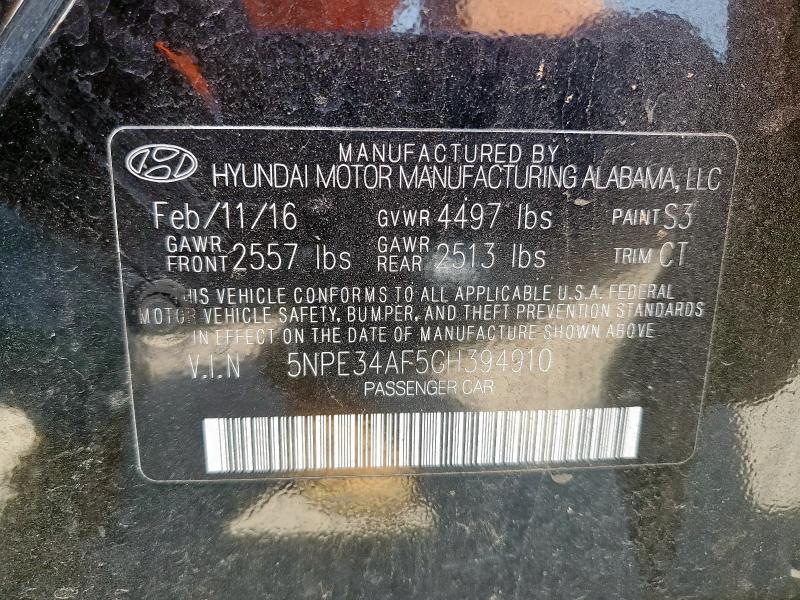 MANUFACTURED BY
HYUNDAI MOTOR MANUFACTURING ALABAMA, LLC
Feb/11/16 GVWR 4497 lbs PAINT S3
GAWR FRONT 2557 lbs GAWR REAR 2513 lbs TRIM CT
THIS VEHICLE CONFORMS TO ALL APPLICABLE U.S.A. FEDERAL
MOTOR VEHICLE SAFETY, BUMPER, AND THEFT PREVENTION STANDARDS
IN EFFECT ON THE DATE OF MANUFACTURE SHOWN ABOVE
V.I.N 5NPE34AF5GH394910
PASSENGER CAR